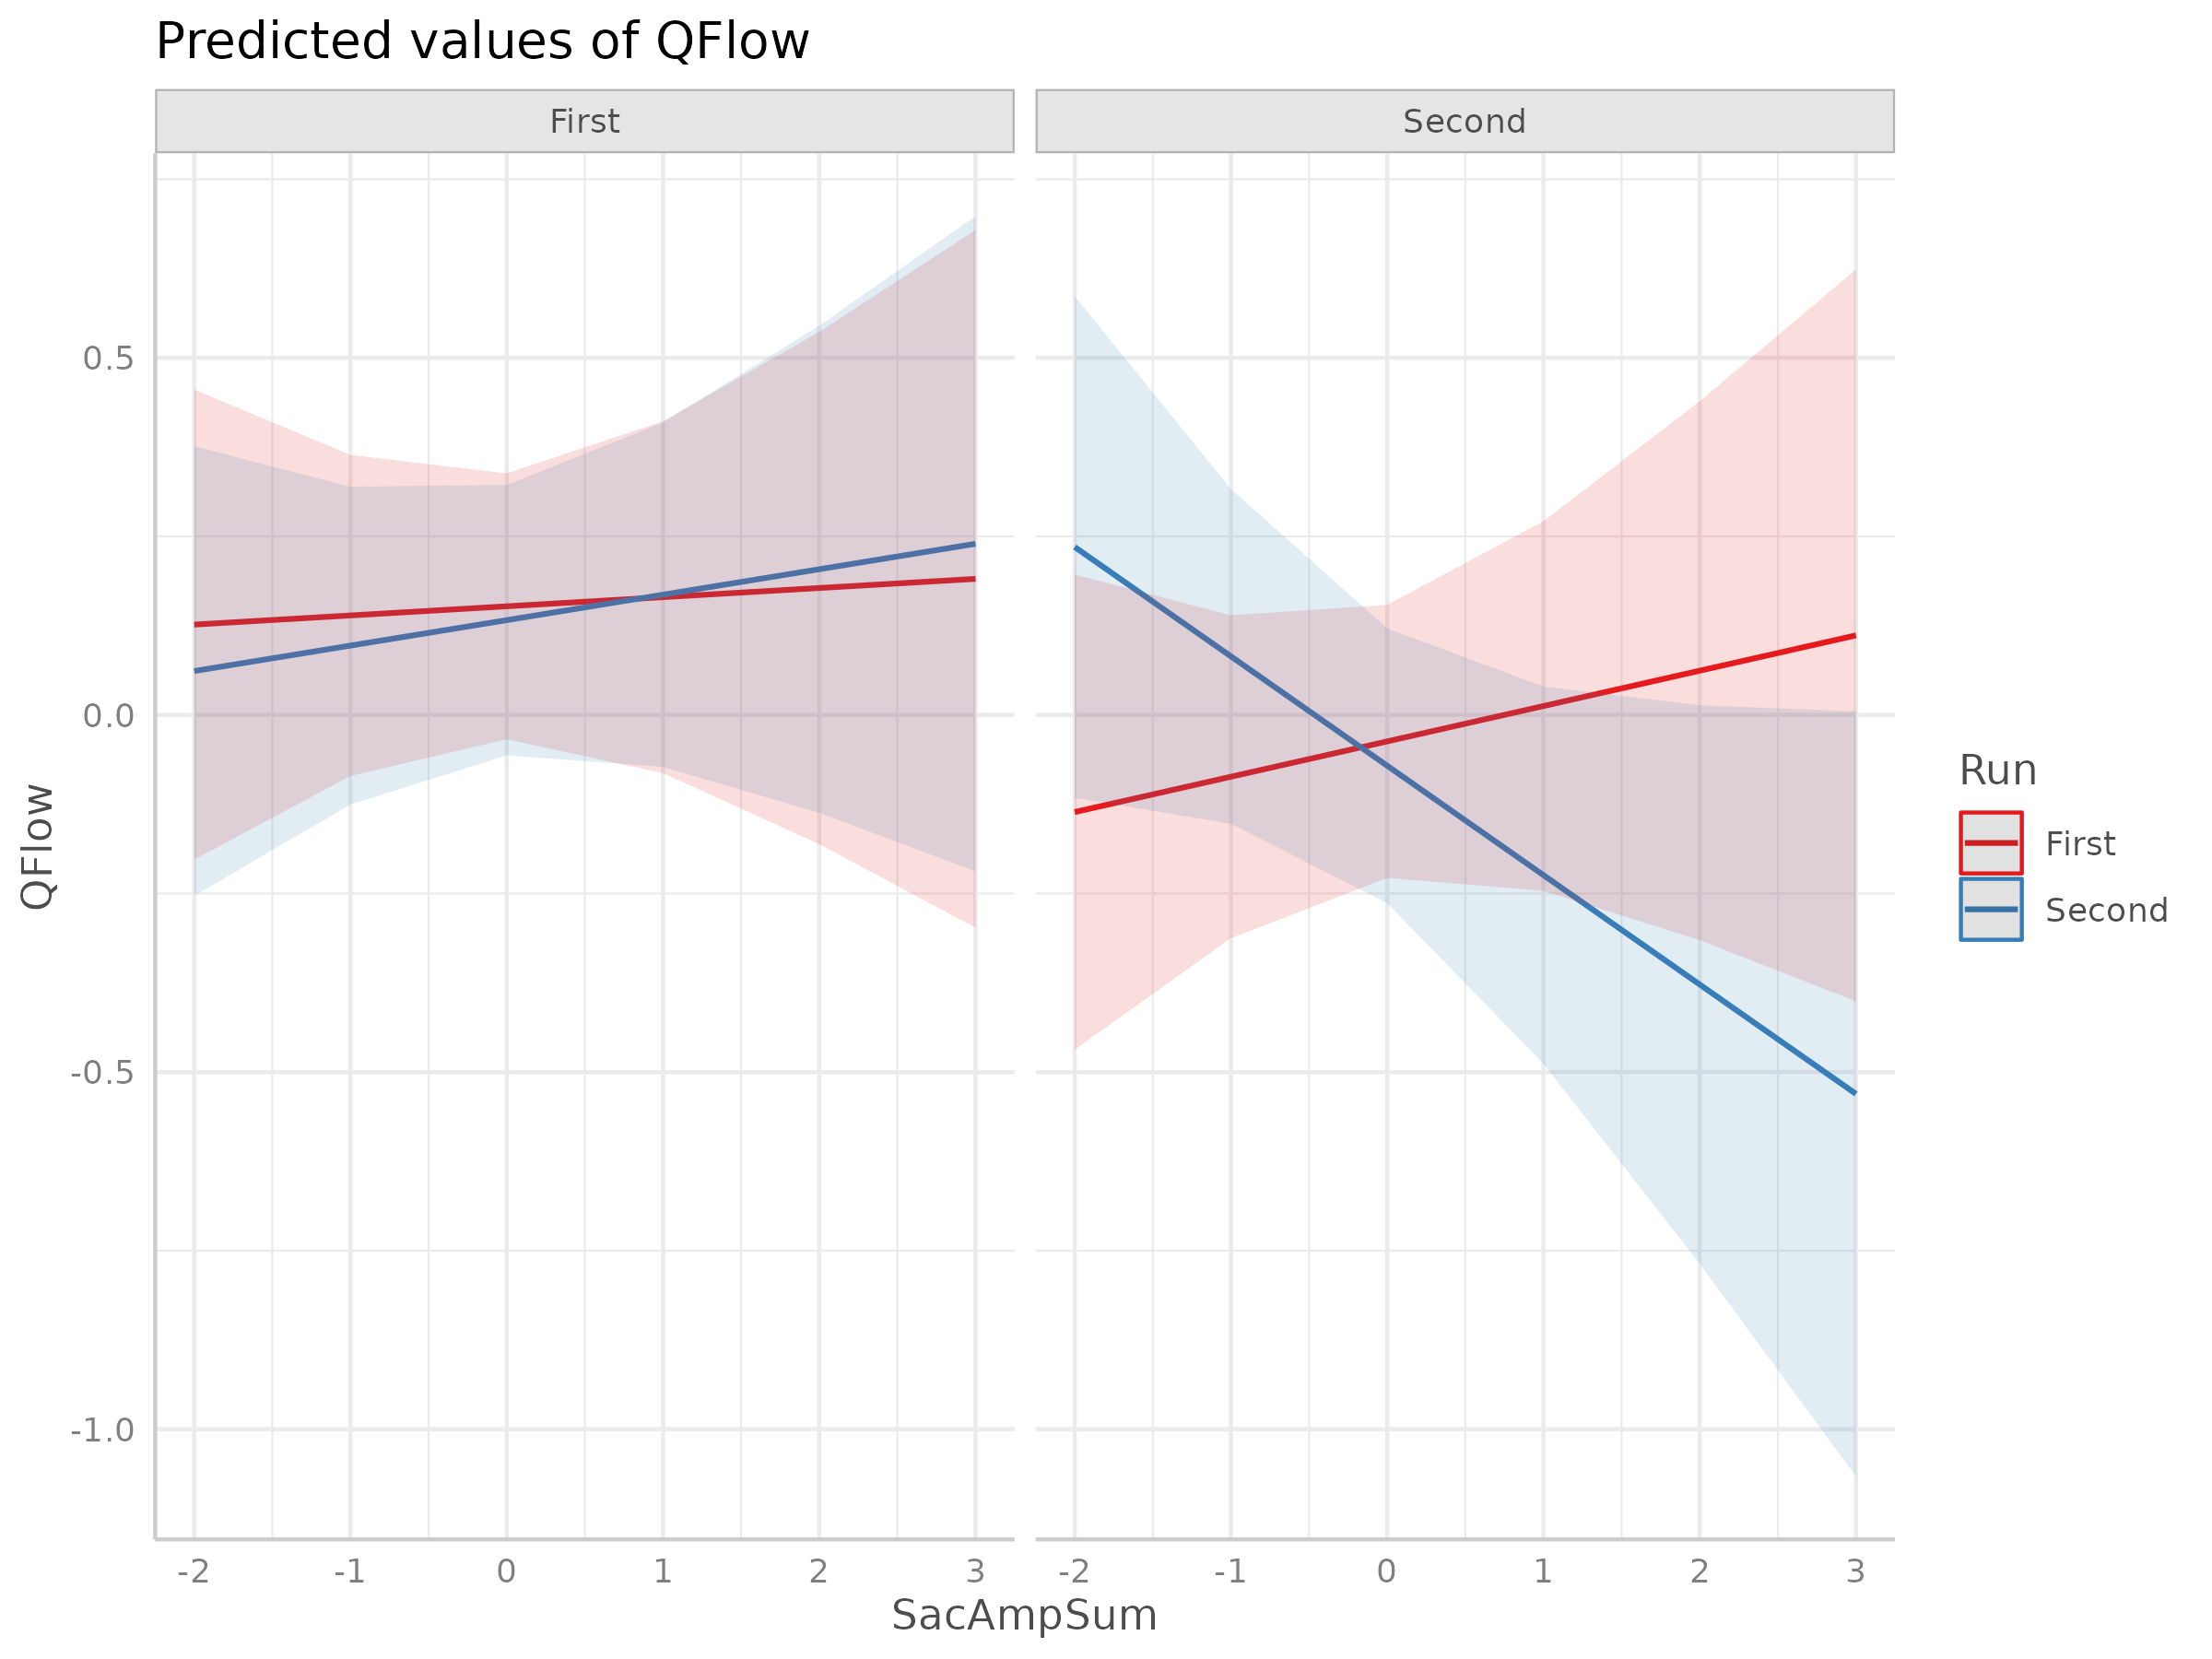 Predicted values of QFlow
First
Second
0.5
0.0
-0.5
-1.0
QFlow
-2 -1 0 1 2 3
-2 -1 0 1 2 3
SacAmpSum
Run
First
Second